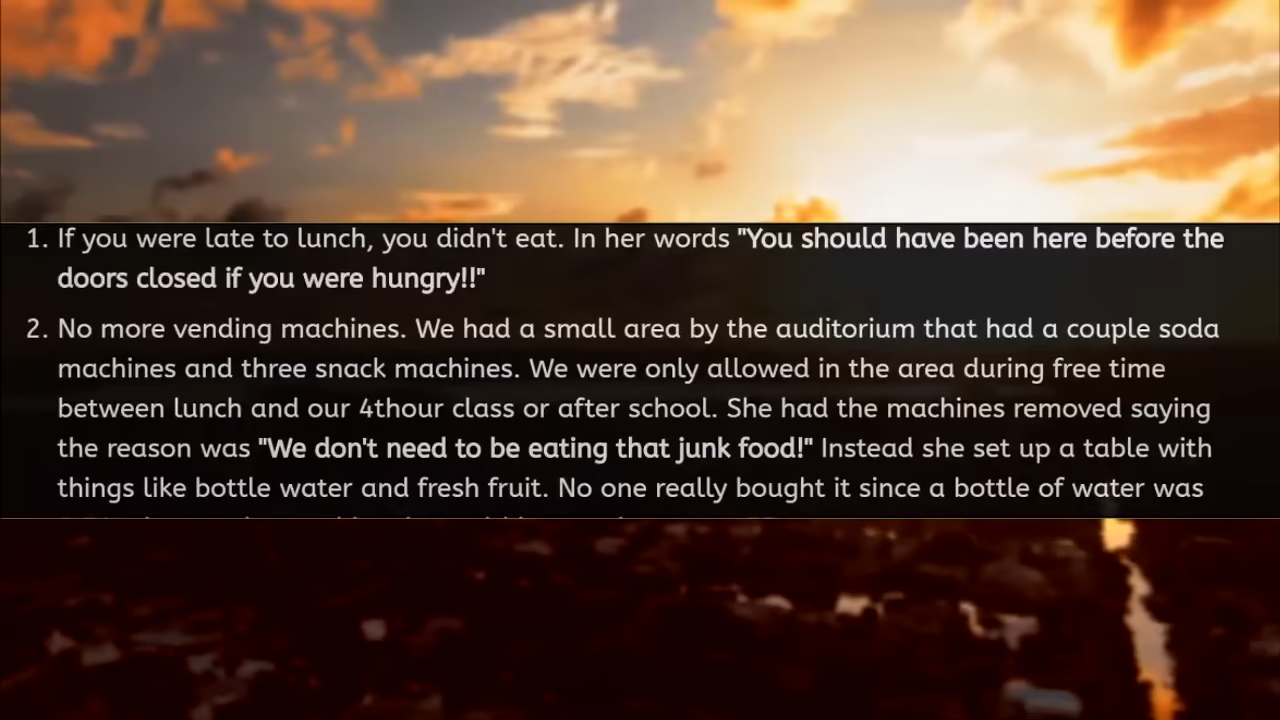 1. If you were late to lunch, you didn't eat. In her words "You should have been here before the
doors closed if you were hungry!!"
2. No more vending machines. We had a small area by the auditorium that had a couple soda
machines and three snack machines. We were only allowed in the area during free time
between lunch and our 4thour class or after school. She had the machines removed saying
the reason was "We don't need to be eating that junk food!" Instead she set up a table with
things like bottle water and fresh fruit. No one really bought it since a bottle of water was